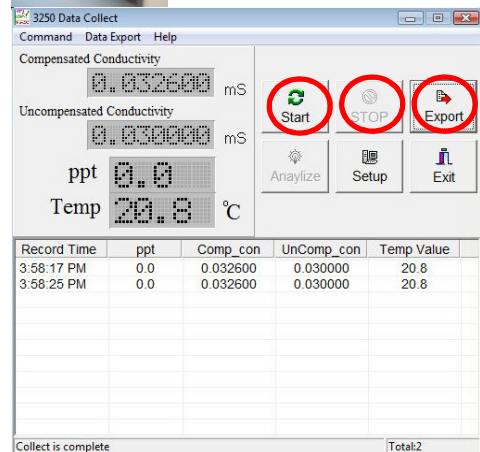 3250 Data Collect
Command Data Export Help
Compensated Conductivity
0.032600 mS
Uncompensated Conductivity
0.030000 mS
ppt 0.0
Temp 20.8 °C
Start STOP Export
Anaylize Setup Exit
Record Time ppt Comp_con UnComp_con Temp Value
3:58:17 PM 0.0 0.032600 0.030000 20.8
3:58:25 PM 0.0 0.032600 0.030000 20.8
Collect is complete Total:2